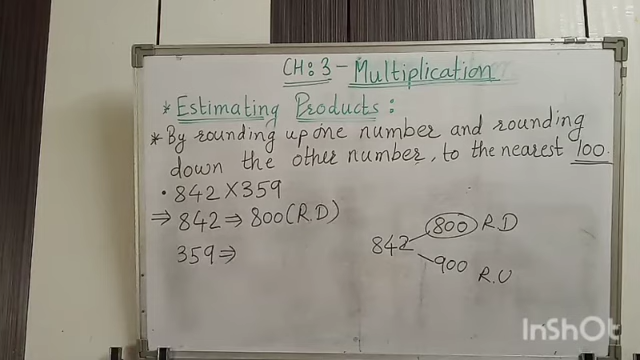 CH: 3 - Multiplication
* Estimating Products :
* By rounding up one number and rounding
down the other number, to the nearest 100.
• 842 X 359
⇒ 842 ⇒ 800 (R.D)
359 ⇒
842
800 R.D
900 R.U
InShOt